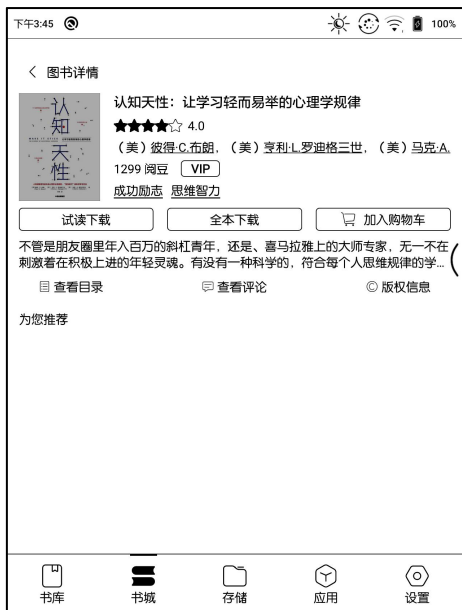 下午3:45
100%
图书详情
认知天性
认知天性：让学习轻而易举的心理学规律
4.0
（美）彼得·C.布朗，（美）亨利·L.罗迪格三世，（美）马克·A.
1299 阅豆 VIP
成功励志 思维智力
试读下载 全本下载 加入购物车
不管是朋友圈里年入百万的斜杠青年，还是、喜马拉雅上的大师专家，无一不在
刺激着在积极上进的年轻灵魂。有没有一种科学的，符合每个人思维规律的学...
查看目录 查看评论 © 版权信息
为您推荐
书库 书城 存储 应用 设置